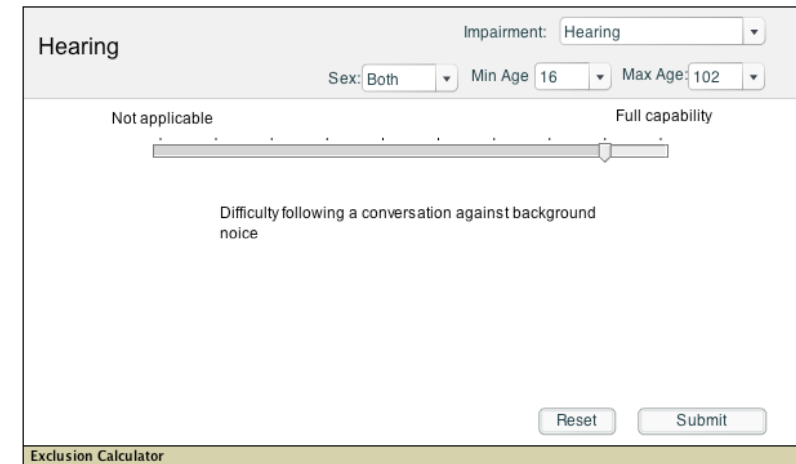 Hearing
Impairment: Hearing
Sex: Both Min Age 16 Max Age: 102
Not applicable Full capability
Difficulty following a conversation against background
noice
Reset Submit
Exclusion Calculator